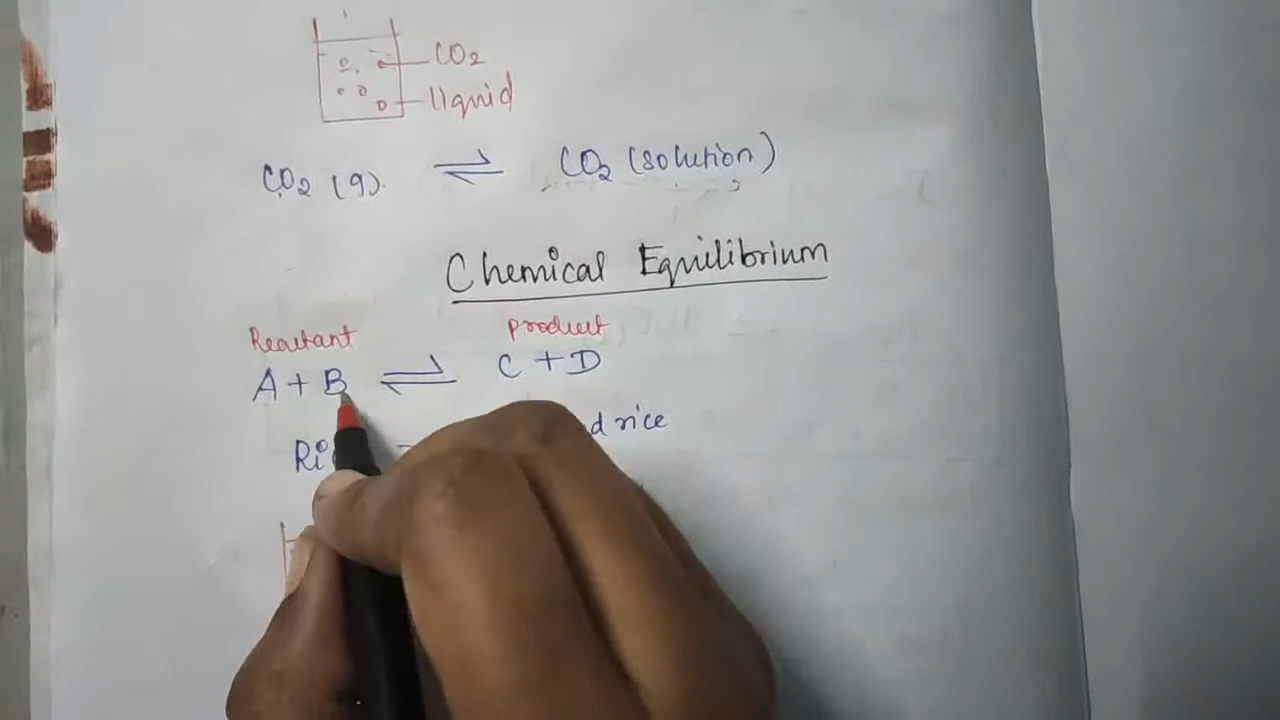 CO2
liquid
CO2 (g) ⇌ CO2 (solution)
Chemical Equilibrium
Reactant product
A + B ⇌ C + D
rice